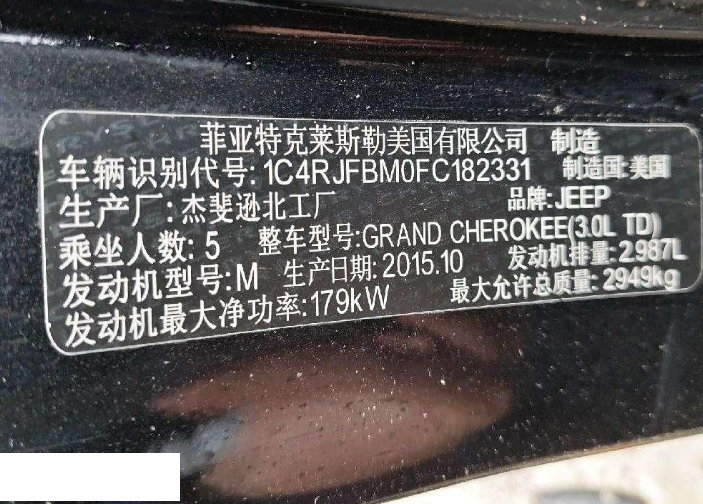 菲亚特克莱斯勒美国有限公司 制造
车辆识别代号: 1C4RJFBM0FC182331 制造国: 美国
生产厂: 杰斐逊北工厂 品牌: JEEP
乘坐人数: 5 整车型号: GRAND CHEROKEE(3.0L TD)
发动机型号: M 生产日期: 2015.10 发动机排量: 2.987L
发动机最大净功率: 179kW 最大允许总质量: 2949kg